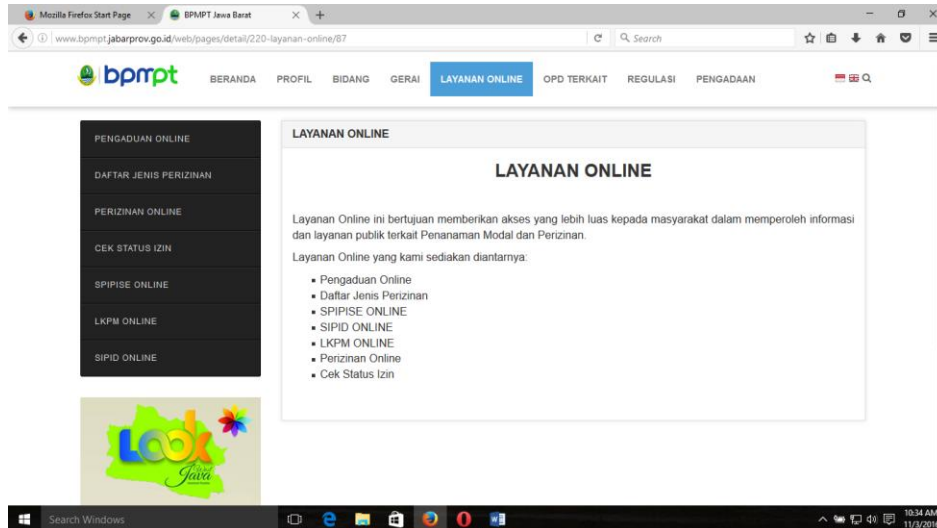 Mozilla Firefox Start Page
BPMPT Jawa Barat
www.bpmpt.jabarprov.go.id/web/pages/detail/220-layanan-online/87
Search
bpmpt
BERANDA PROFIL BIDANG GERAI LAYANAN ONLINE OPD TERKAIT REGULASI PENGADAAN
PENGADUAN ONLINE
DAFTAR JENIS PERIZINAN
PERIZINAN ONLINE
CEK STATUS IZIN
SPIPISE ONLINE
LKPM ONLINE
SIPID ONLINE
LAYANAN ONLINE
LAYANAN ONLINE
Layanan Online ini bertujuan memberikan akses yang lebih luas kepada masyarakat dalam memperoleh informasi
dan layanan publik terkait Penanaman Modal dan Perizinan.
Layanan Online yang kami sediakan diantarnya:
Pengaduan Online
Daftar Jenis Perizinan
SPIPISE ONLINE
SIPID ONLINE
LKPM ONLINE
Perizinan Online
Cek Status Izin
Look
Java
Search Windows
10:34 AM